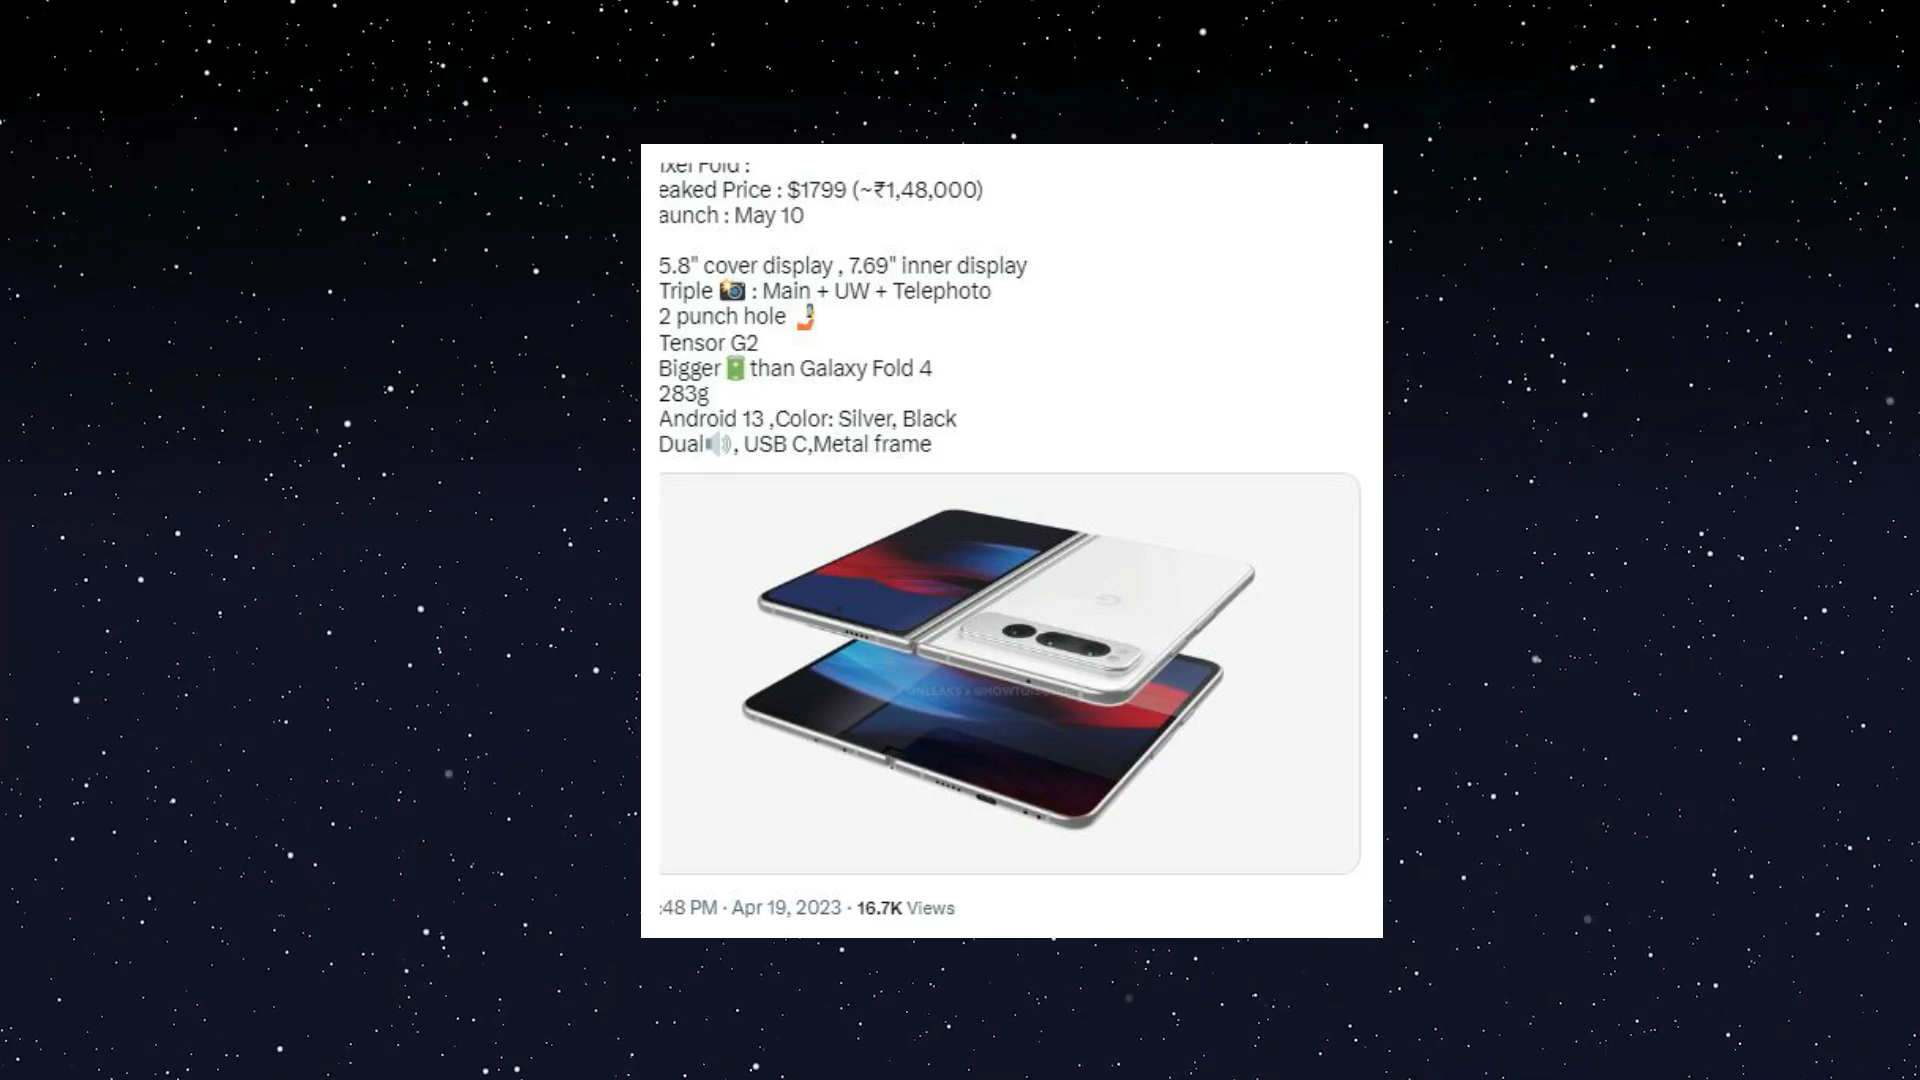 ixel Fold :
eaked Price : $1799 (~₹1,48,000)
aunch : May 10
5.8" cover display , 7.69" inner display
Triple 📸 : Main + UW + Telephoto
2 punch hole 🤳
Tensor G2
Bigger🔋than Galaxy Fold 4
283g
Android 13 ,Color: Silver, Black
Dual🔊, USB C,Metal frame
:48 PM · Apr 19, 2023 · 16.7K Views